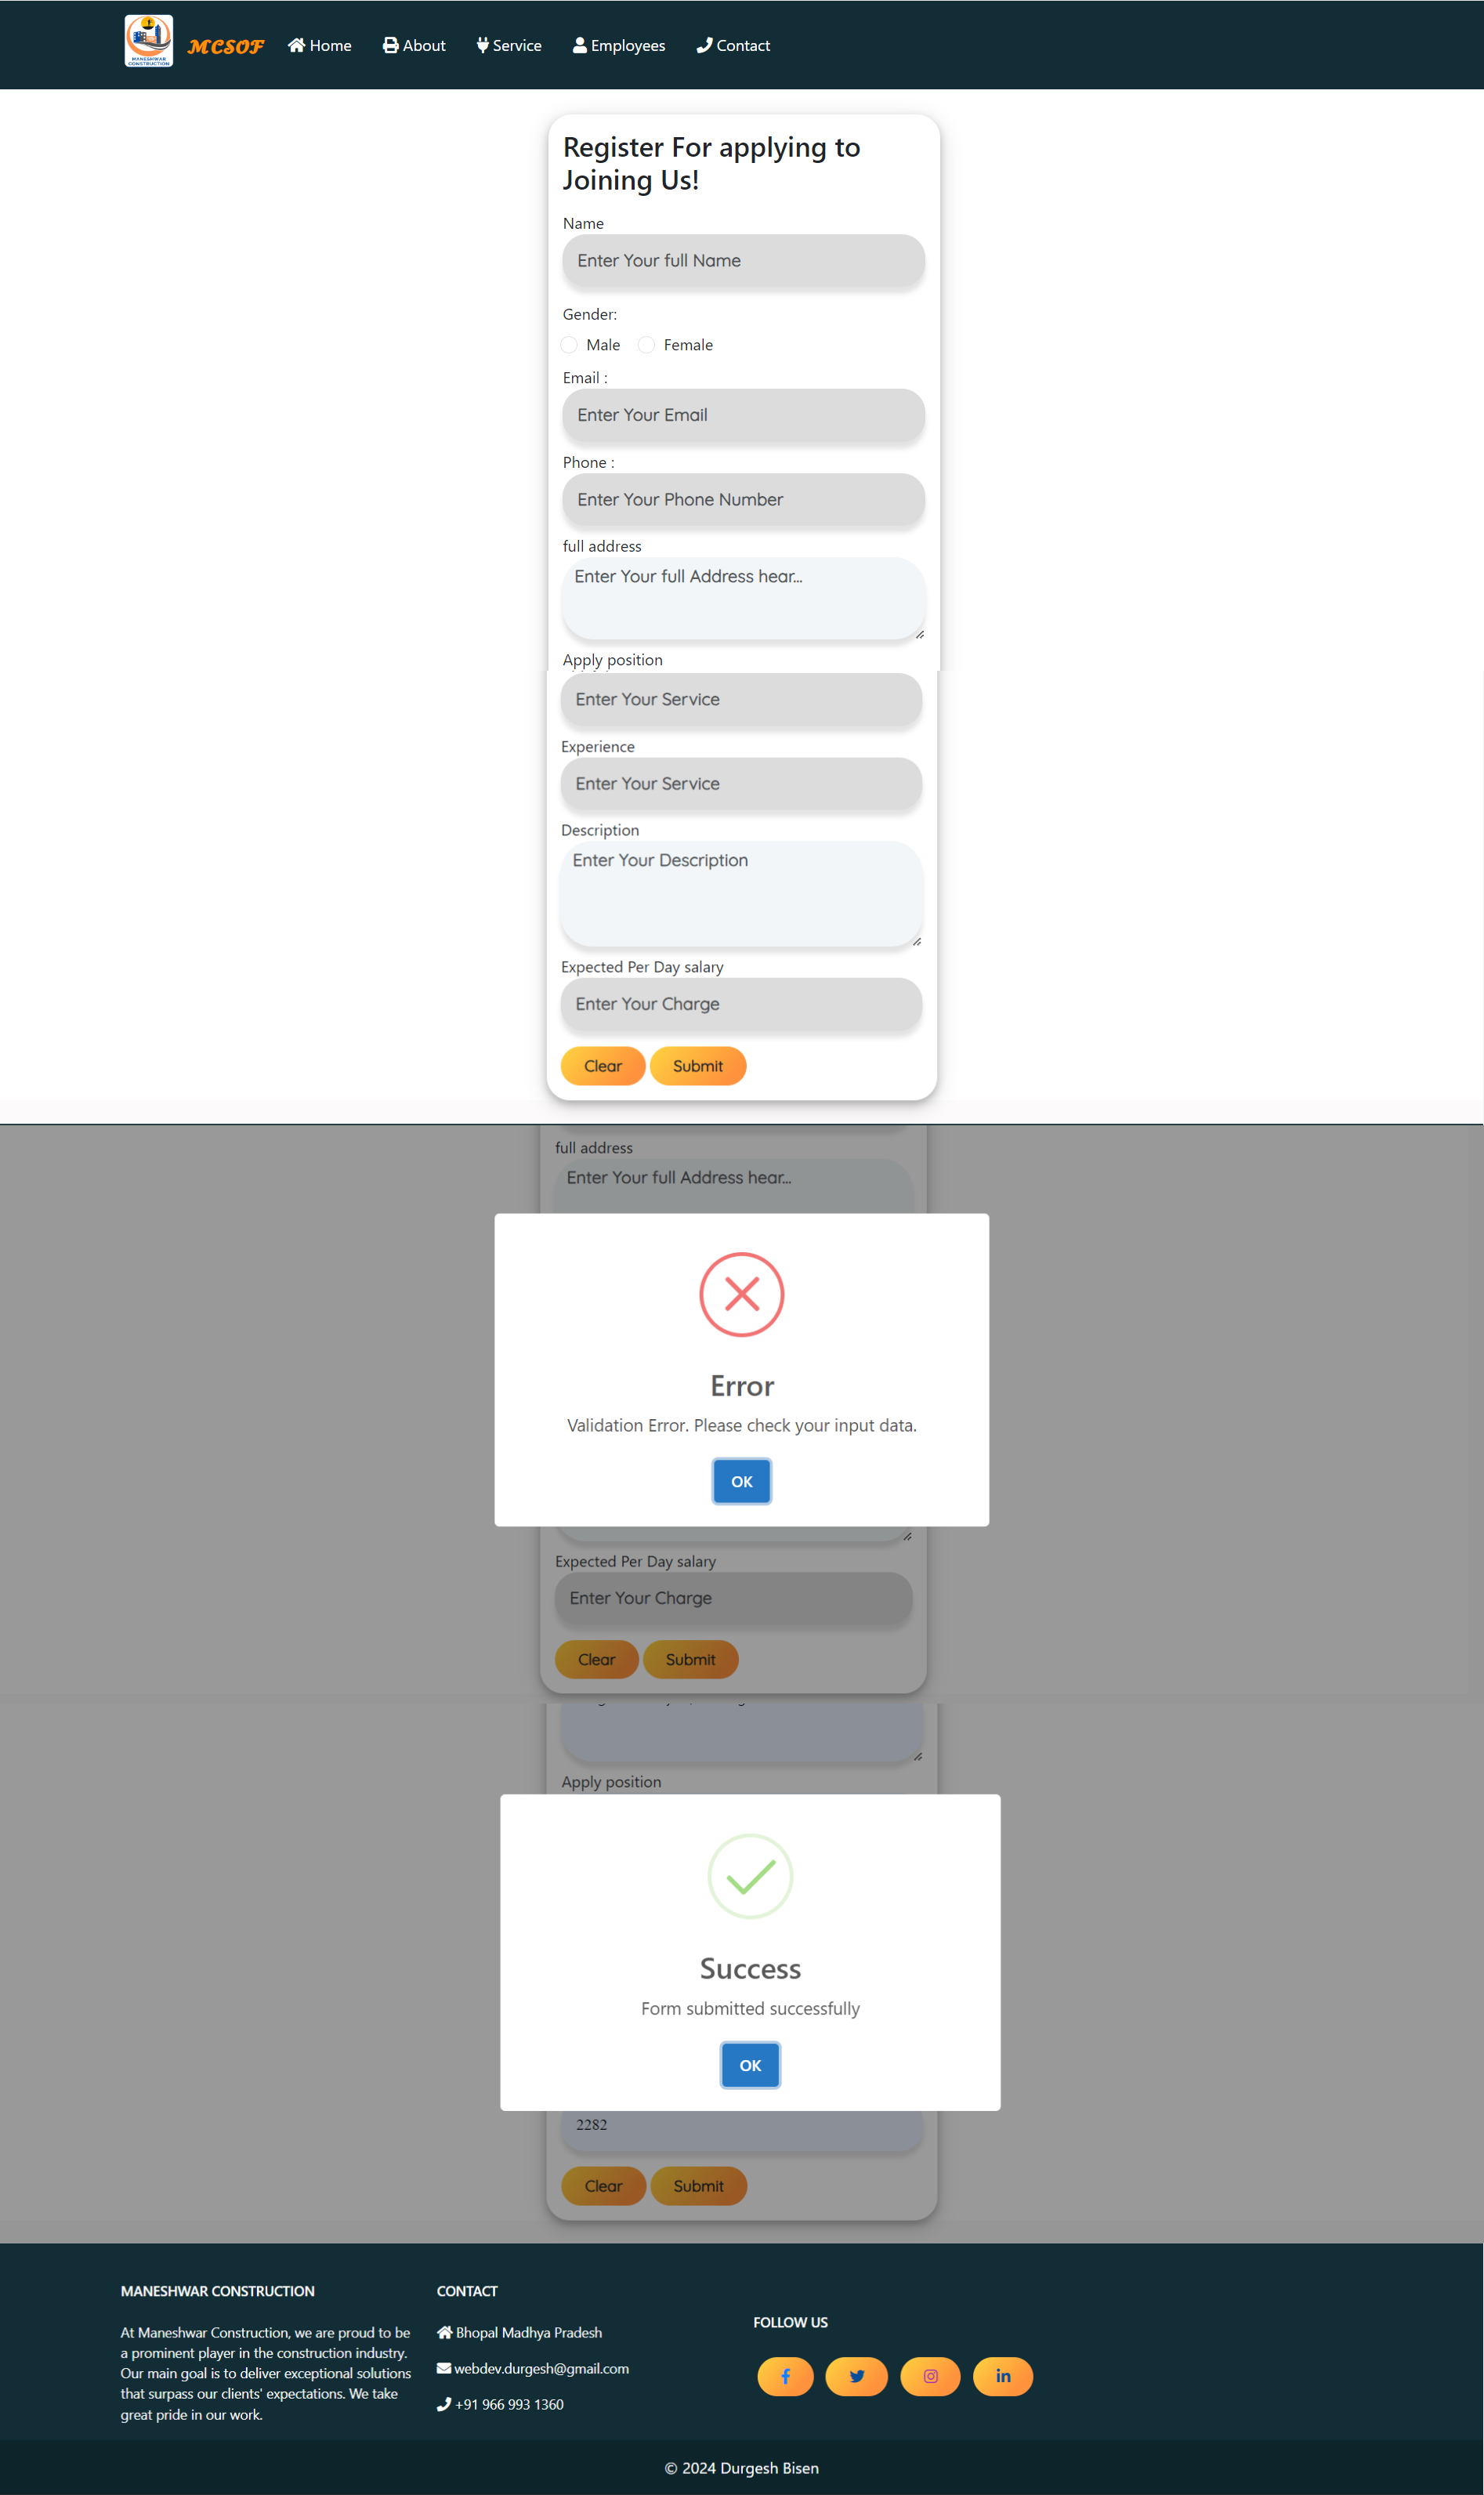 MANESHWAR
CONSTRUCTION
MCSOF
Home
About
Service
Employees
Contact
Register For applying to
Joining Us!
Name
Enter Your full Name
Gender:
Male
Female
Email :
Enter Your Email
Phone :
Enter Your Phone Number
full address
Enter Your full Address hear...
Apply position
Enter Your Service
Experience
Enter Your Service
Description
Enter Your Description
Expected Per Day salary
Enter Your Charge
Clear
Submit
full address
Enter Your full Address hear...
Error
Validation Error. Please check your input data.
OK
Expected Per Day salary
Enter Your Charge
Clear
Submit
Apply position
Success
Form submitted successfully
OK
2282
Clear
Submit
MANESHWAR CONSTRUCTION
At Maneshwar Construction, we are proud to be
a prominent player in the construction industry.
Our main goal is to deliver exceptional solutions
that surpass our clients' expectations. We take
great pride in our work.
CONTACT
Bhopal Madhya Pradesh
webdev.durgesh@gmail.com
+91 966 993 1360
FOLLOW US
© 2024 Durgesh Bisen